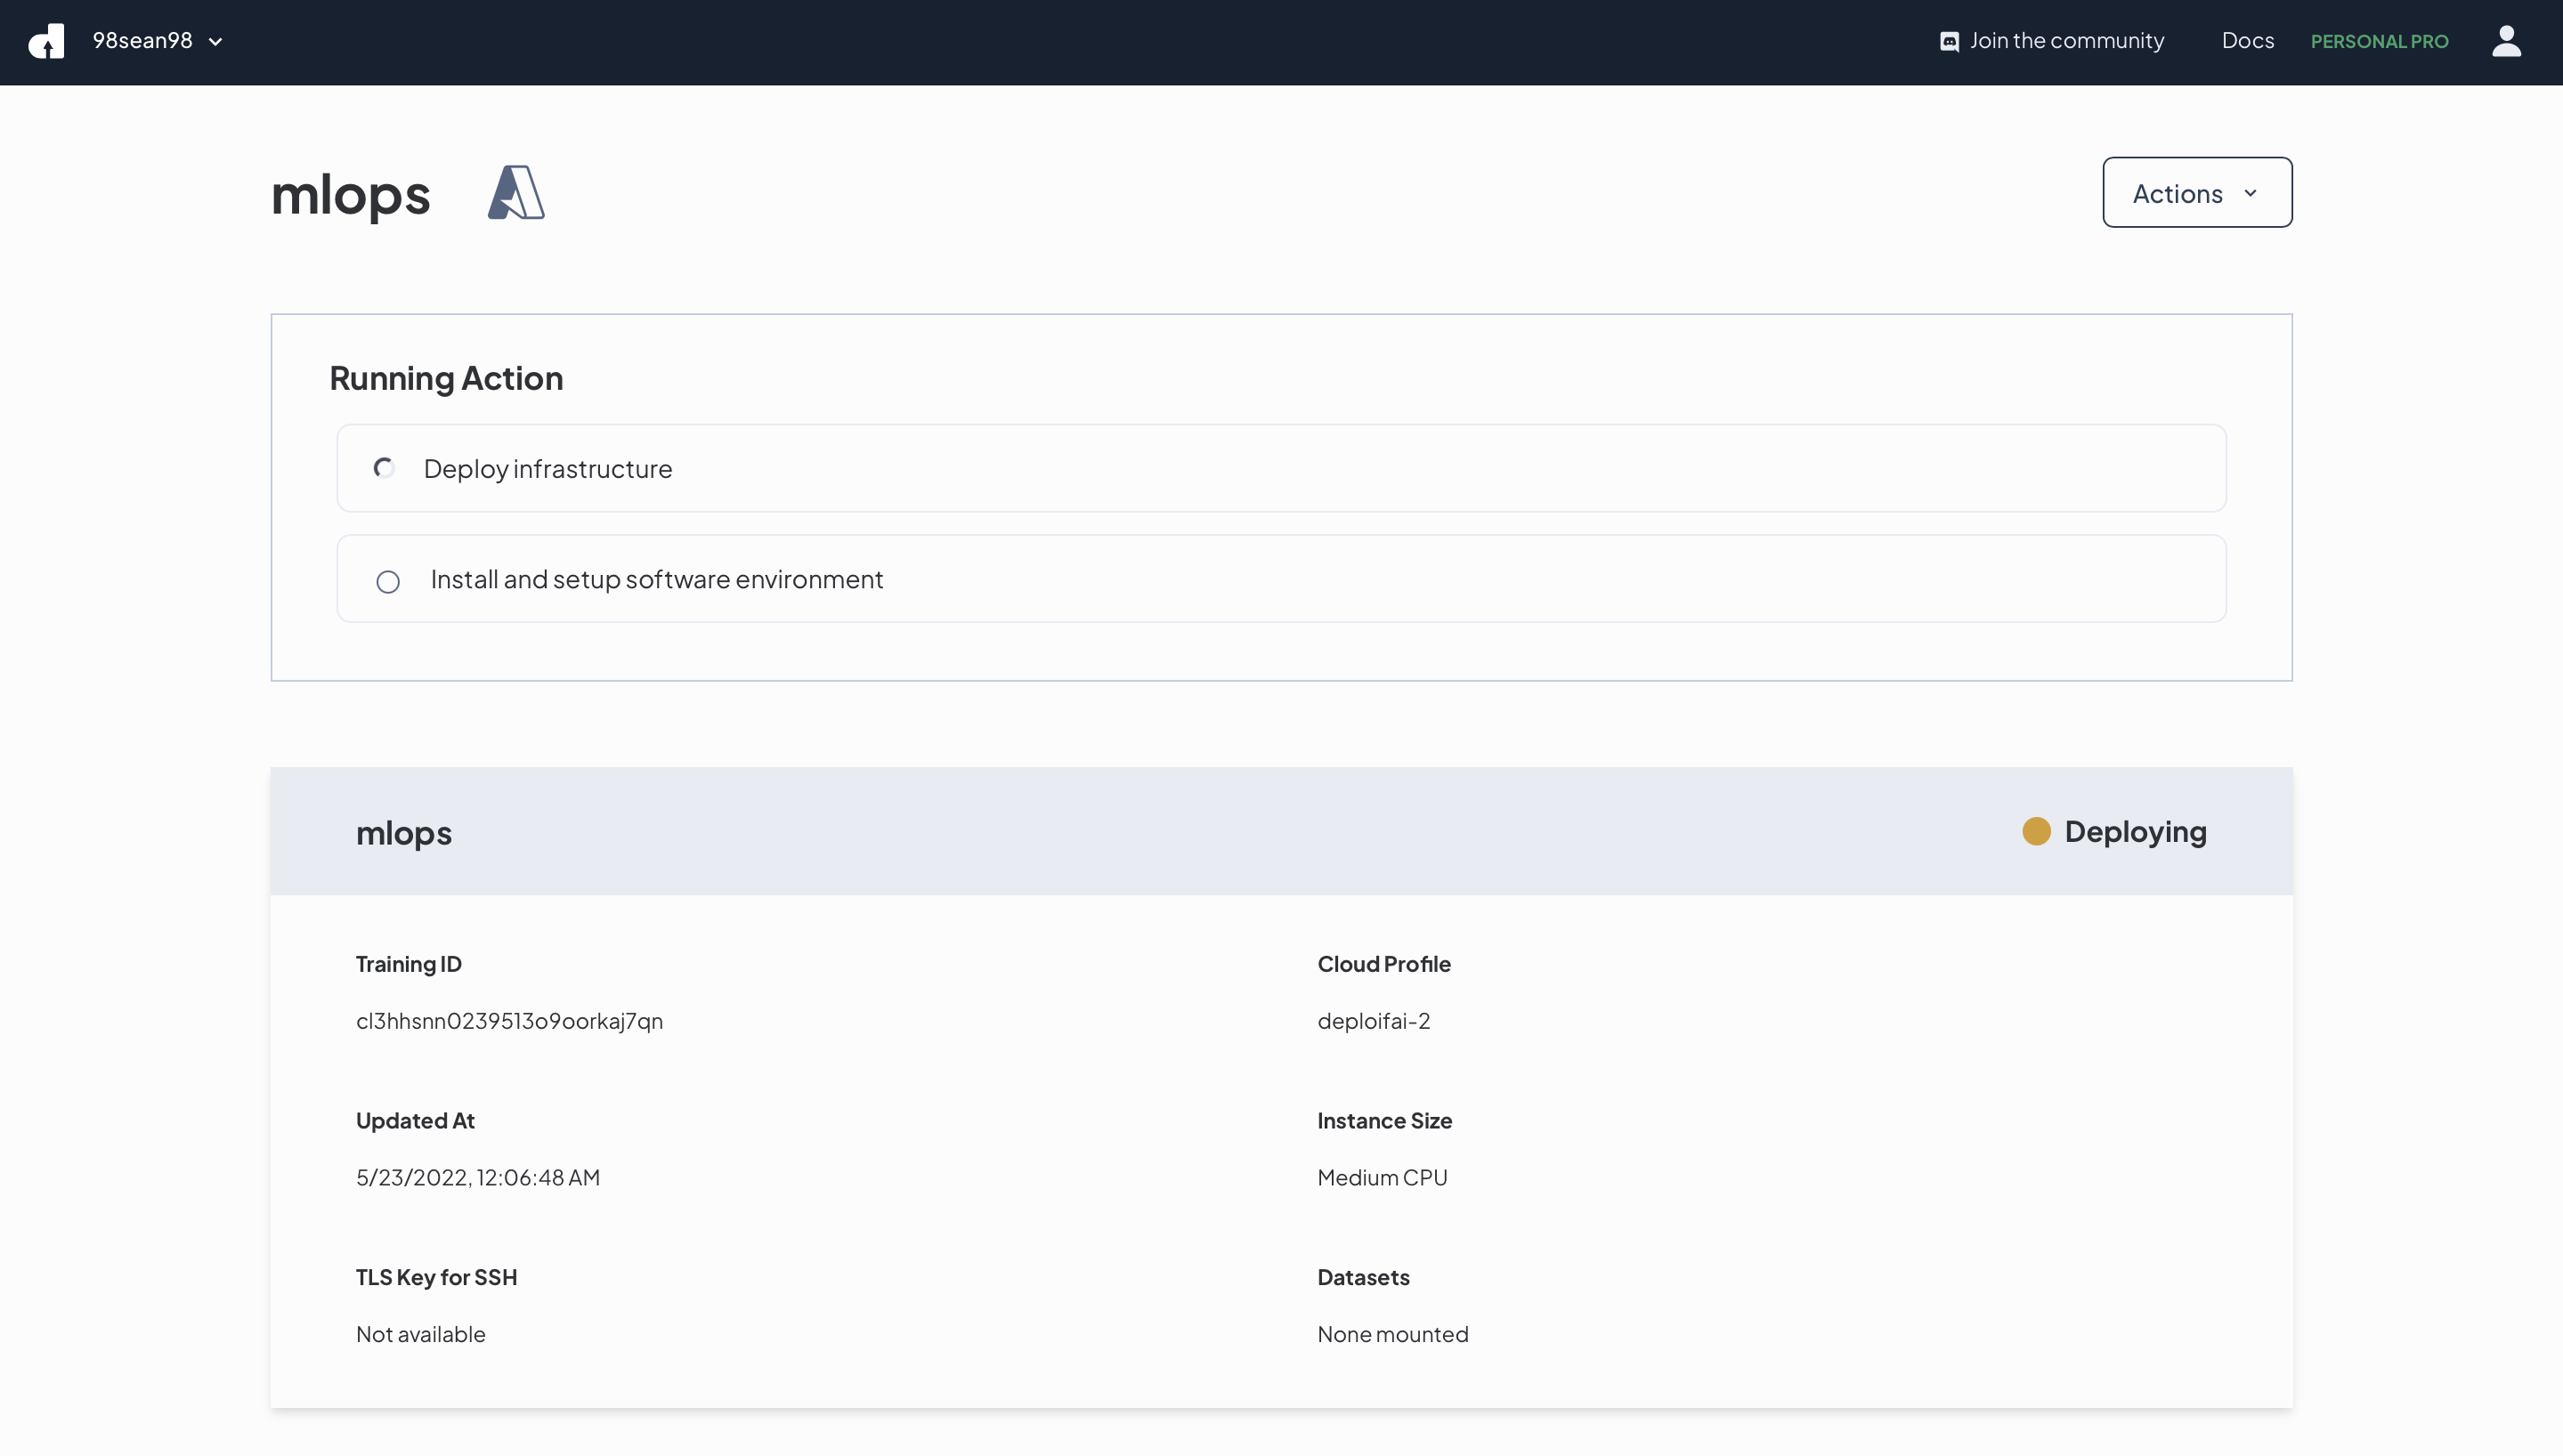 98sean98
Join the community
Docs
PERSONAL PRO
mlops
Actions
Running Action
Deploy infrastructure
Install and setup software environment
mlops
Deploying
Training ID
Cloud Profile
cl3hhsnn0239513o9oorkaj7qn
deploifai-2
Updated At
Instance Size
5/23/2022, 12:06:48 AM
Medium CPU
TLS Key for SSH
Datasets
Not available
None mounted